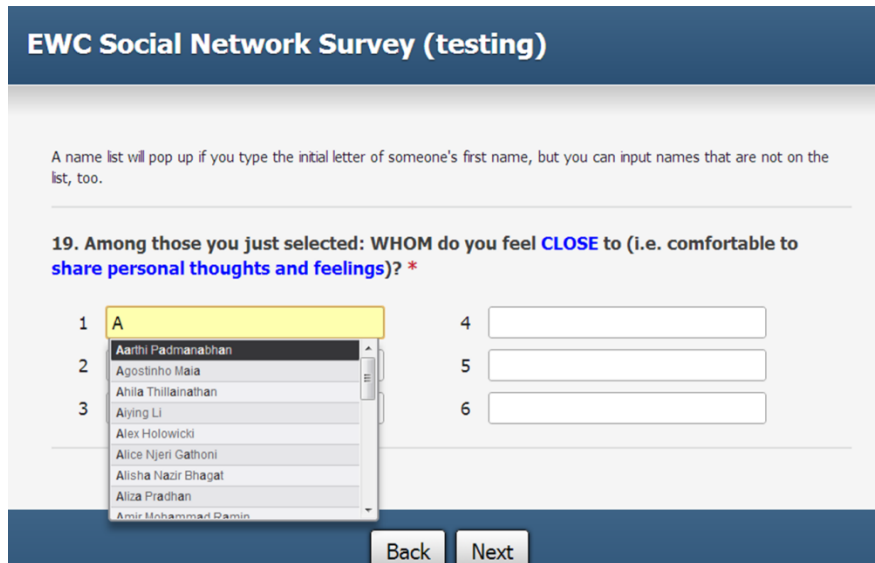 EWC Social Network Survey (testing)
A name list will pop up if you type the initial letter of someone's first name, but you can input names that are not on the
list, too.
19. Among those you just selected: WHOM do you feel CLOSE to (i.e. comfortable to
share personal thoughts and feelings)? *
1 A 4
Aarthi Padmanabhan
Agostinho Maia
2 5
Ahila Thillainathan
3 Aiying Li 6
Alex Holowicki
Alice Njeri Gathoni
Alisha Nazir Bhagat
Aliza Pradhan
Amir Mohammad Ramin
Back Next